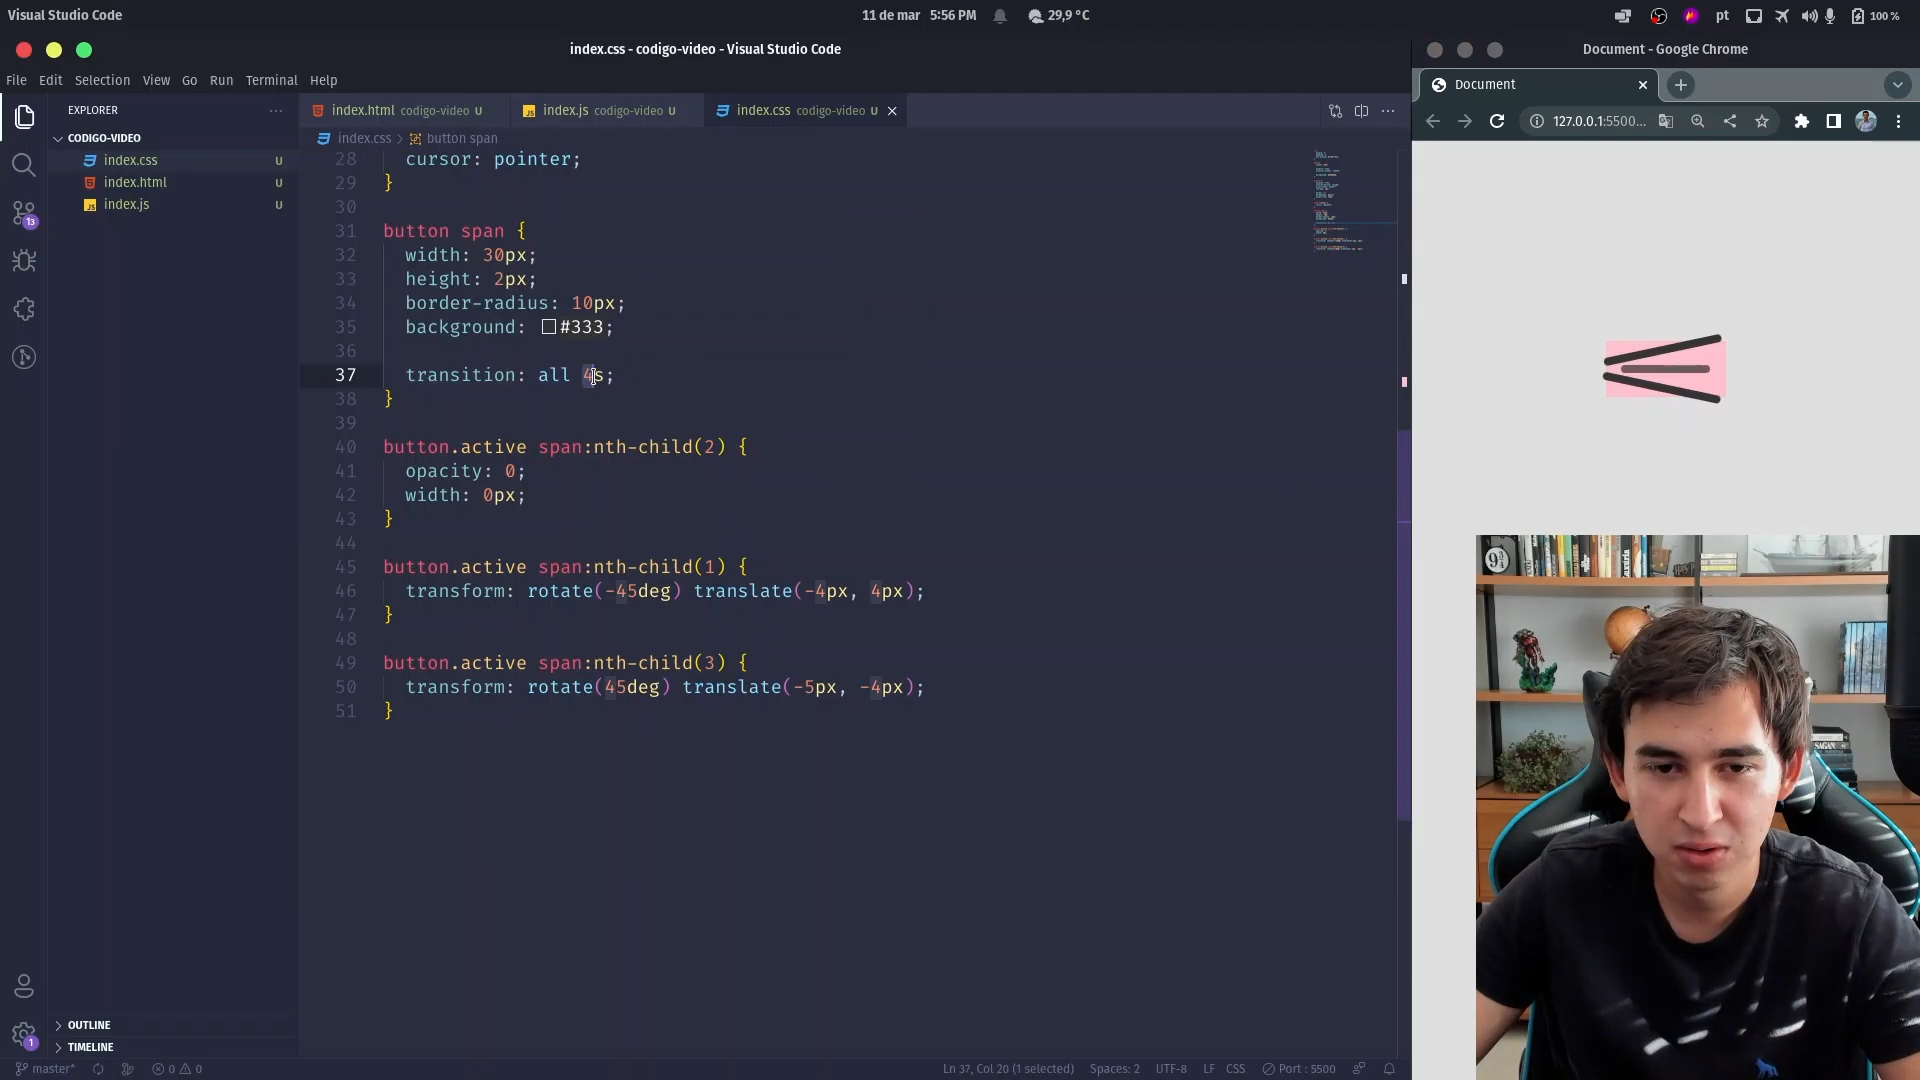 Visual Studio Code
11 de mar 5:56 PM
29,9 °C
pt
100 %
index.css - codigo-video - Visual Studio Code
Document - Google Chrome
File Edit Selection View Go Run Terminal Help
Document
127.0.0.1:5500...
EXPLORER
CODIGO-VIDEO
index.css U
index.html U
index.js U
13
index.html codigo-video U
index.js codigo-video U
index.css codigo-video U
index.css > button span
28 cursor: pointer;
29 }
30
31 button span {
32 width: 30px;
33 height: 2px;
34 border-radius: 10px;
35 background: #333;
36
37 transition: all 4s;
38 }
39
40 button.active span:nth-child(2) {
41 opacity: 0;
42 width: 0px;
43 }
44
45 button.active span:nth-child(1) {
46 transform: rotate(-45deg) translate(-4px, 4px);
47 }
48
49 button.active span:nth-child(3) {
50 transform: rotate(45deg) translate(-5px, -4px);
51 }
9¾
SAGAN
OUTLINE
TIMELINE
1
master*
0 0
Ln 37, Col 20 (1 selected)
Spaces: 2
UTF-8
LF
CSS
Port : 5500